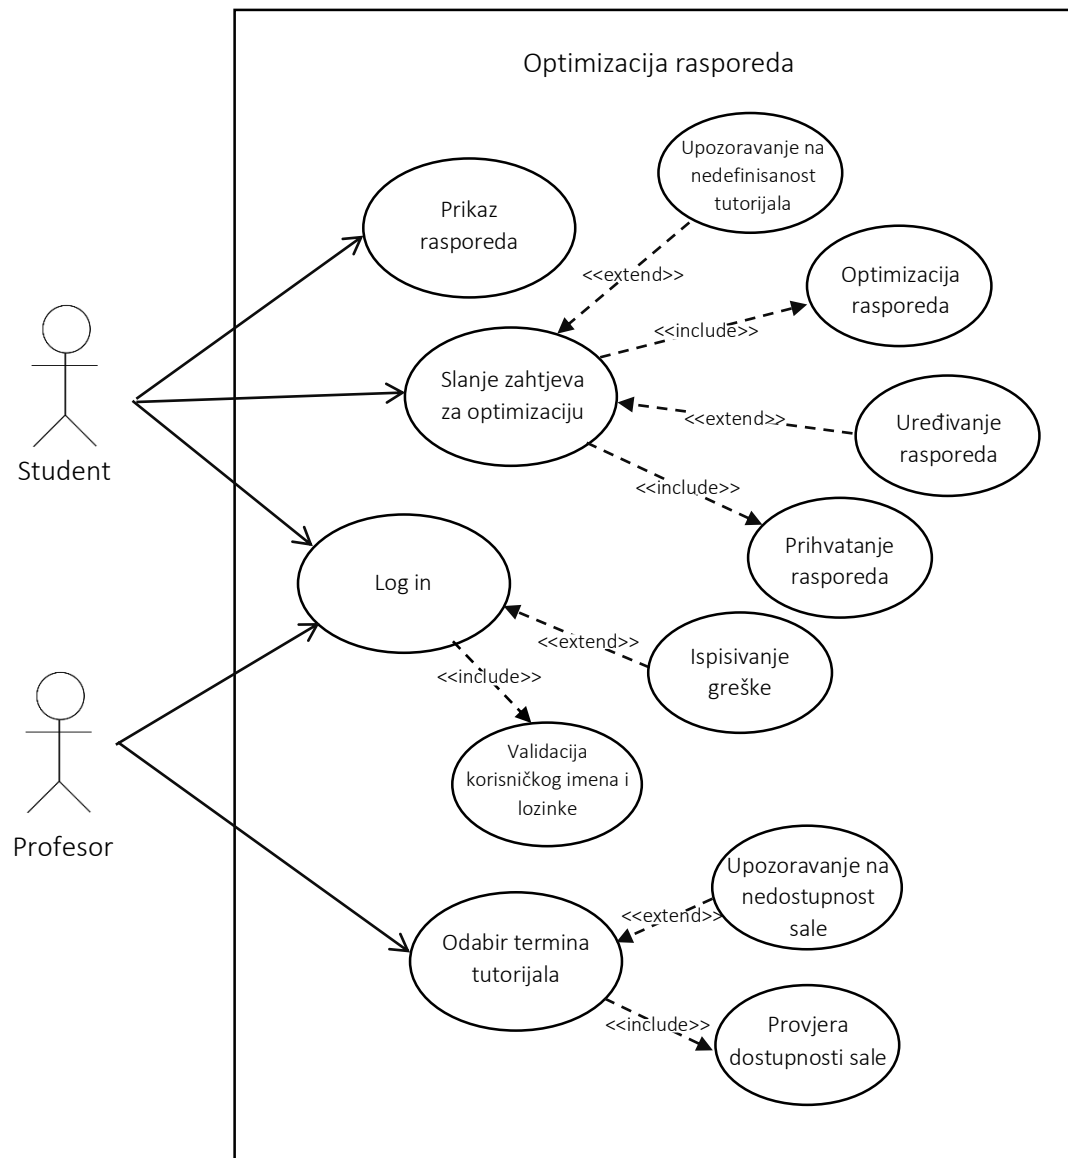 Optimizacija rasporeda
Upozoravanje na
nedefinisanost
tutorijala
Prikaz
rasporeda
<<extend>>
Optimizacija
rasporeda
<<include>>
Slanje zahtjeva
za optimizaciju
<<extend>>
Uređivanje
rasporeda
Student
<<include>>
Prihvatanje
rasporeda
Log in
<<extend>>
Ispisivanje
greške
<<include>>
Validacija
korisničkog imena i
lozinke
Profesor
Upozoravanje na
nedostupnost
sale
<<extend>>
Odabir termina
tutorijala
<<include>>
Provjera
dostupnosti sale